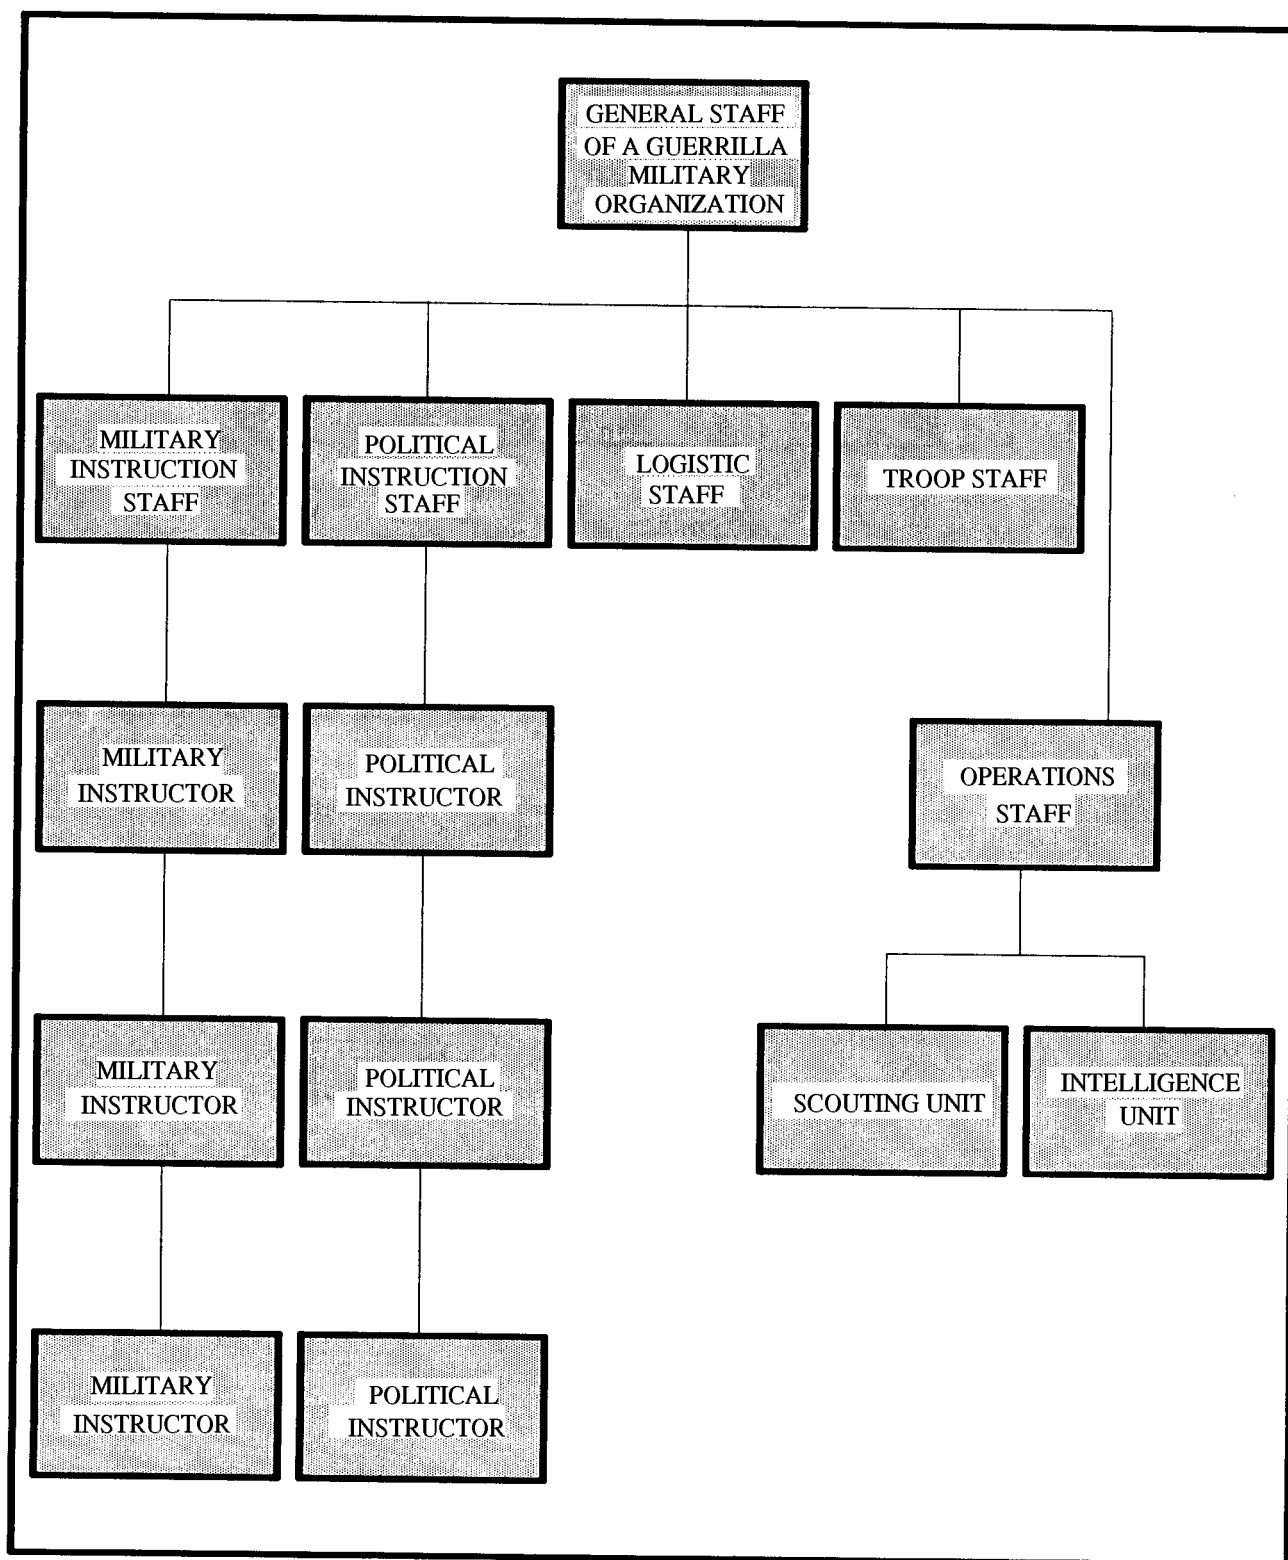 GENERAL STAFF
OF A GUERRILLA
MILITARY
ORGANIZATION
MILITARY
INSTRUCTION
STAFF
POLITICAL
INSTRUCTION
STAFF
LOGISTIC
STAFF
TROOP STAFF
MILITARY
INSTRUCTOR
POLITICAL
INSTRUCTOR
OPERATIONS
STAFF
MILITARY
INSTRUCTOR
POLITICAL
INSTRUCTOR
SCOUTING UNIT
INTELLIGENCE
UNIT
MILITARY
INSTRUCTOR
POLITICAL
INSTRUCTOR